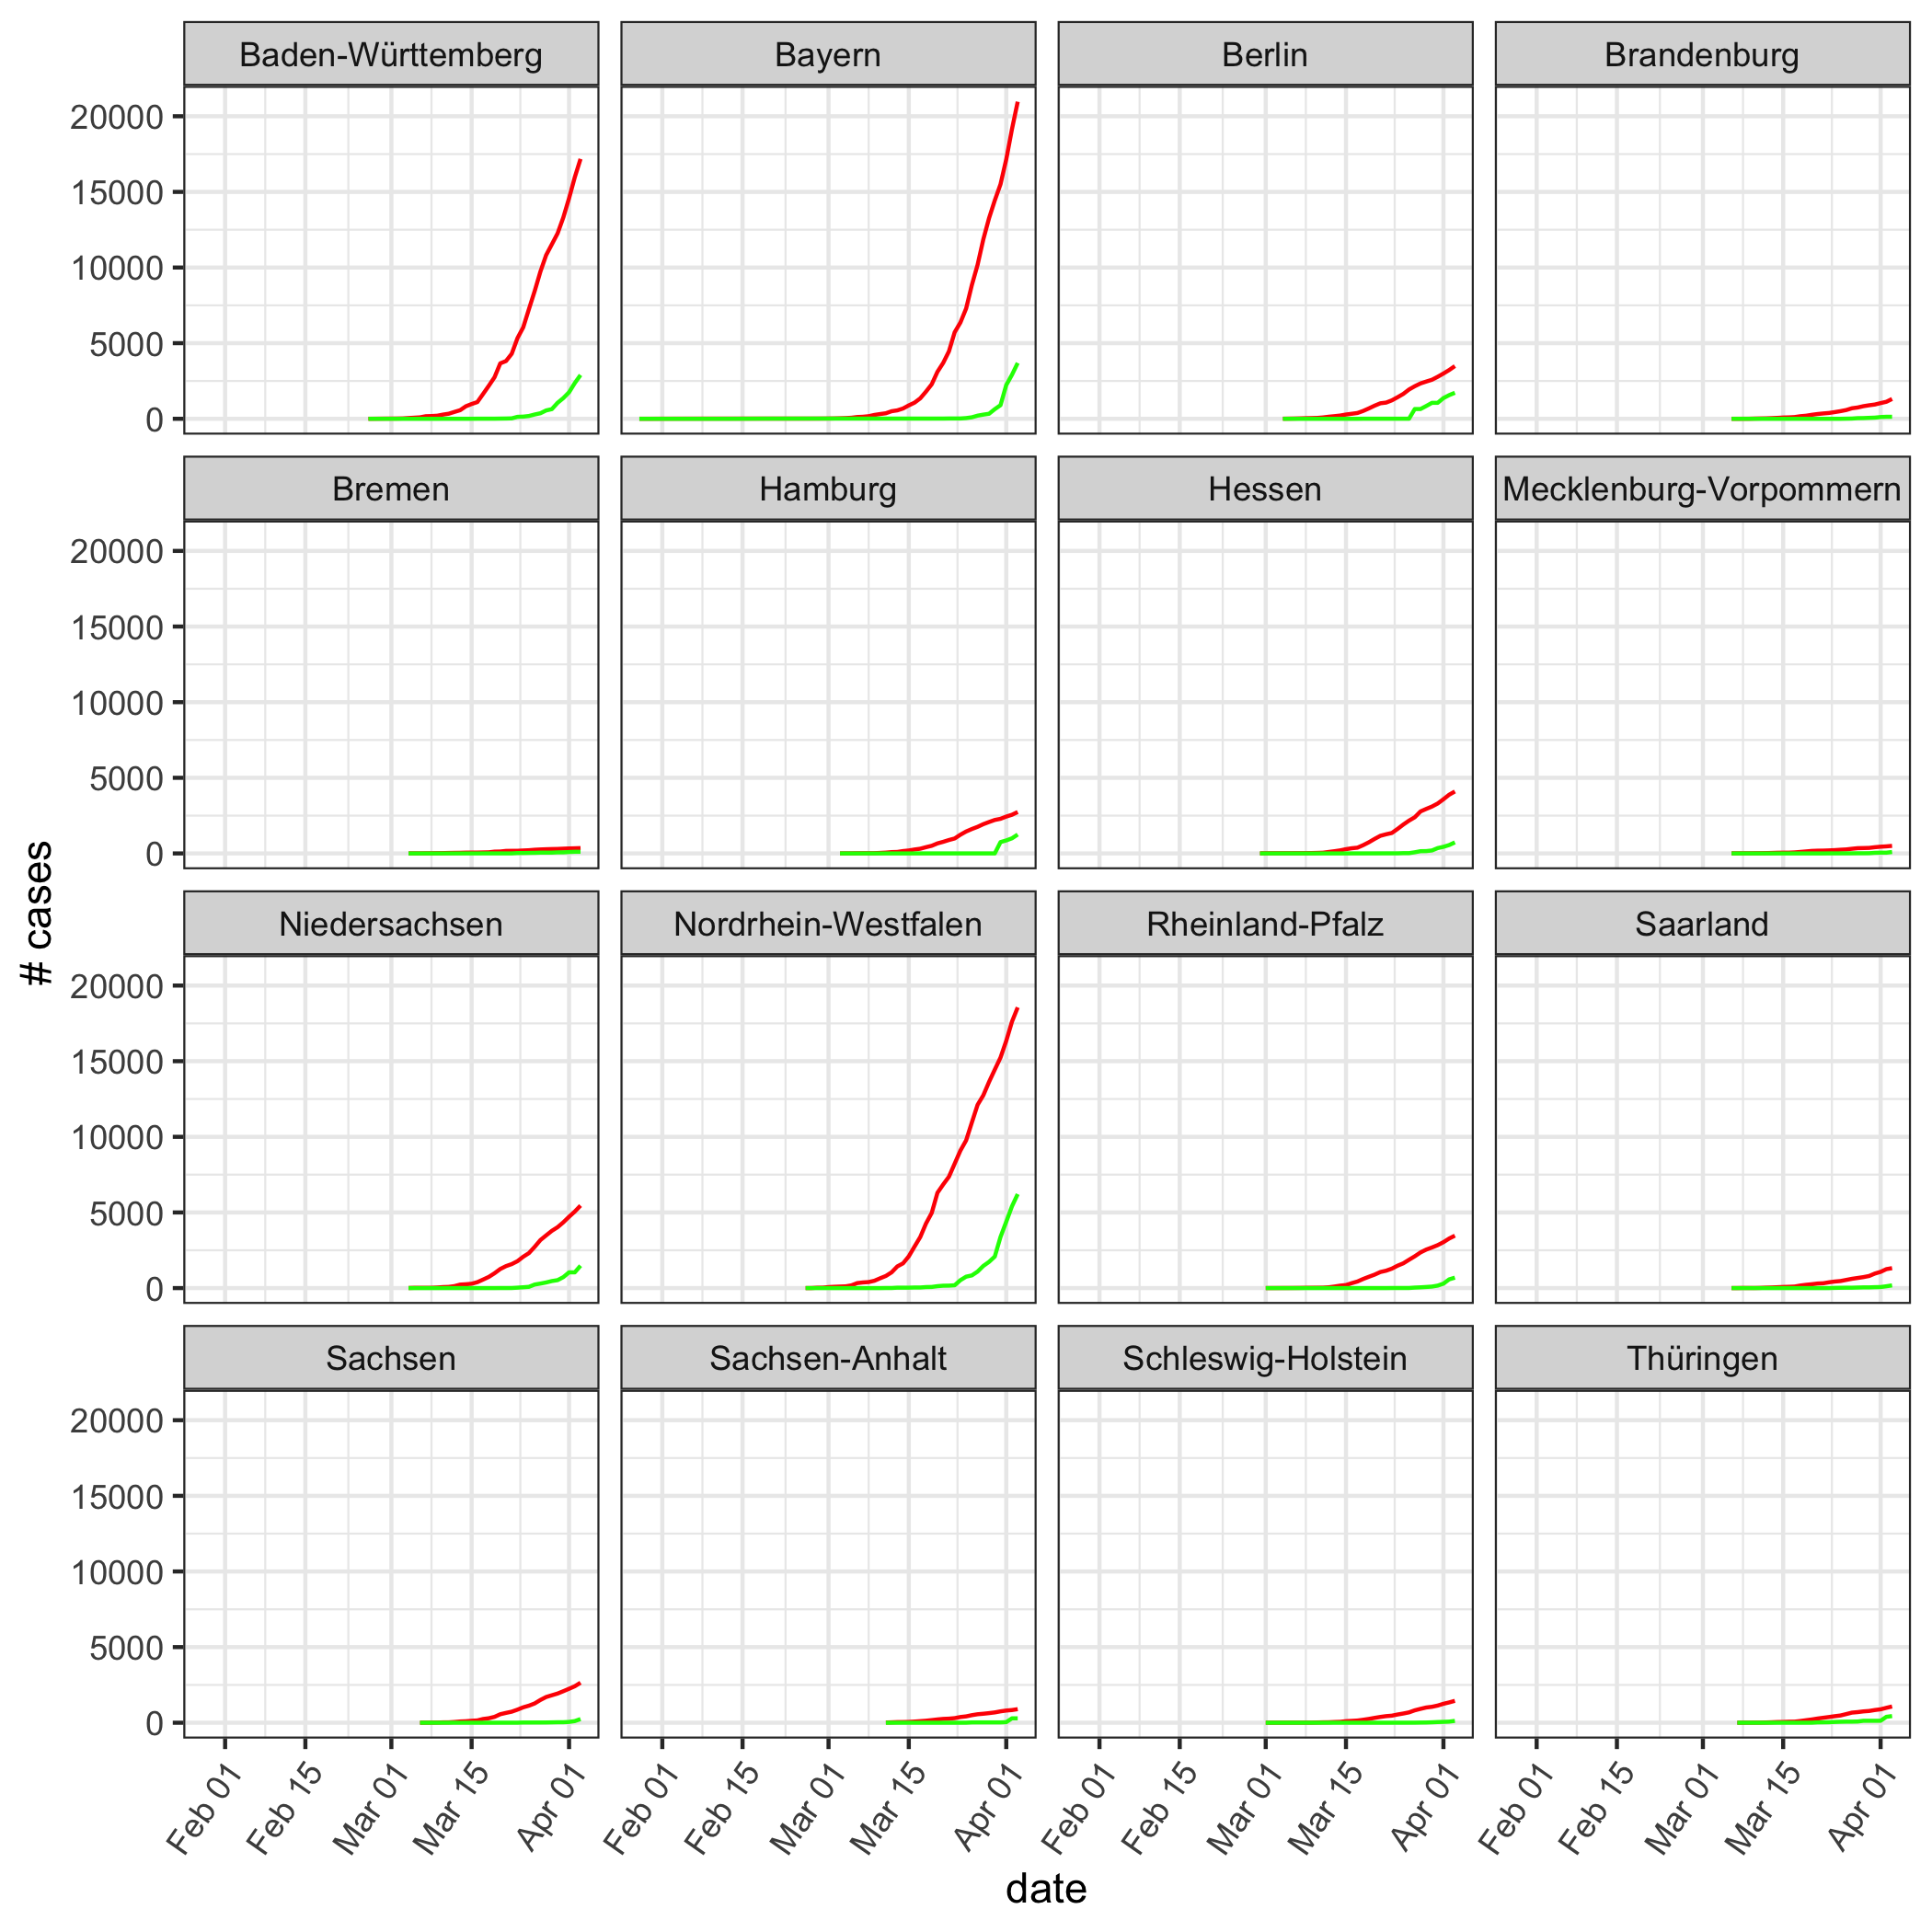 Baden-Württemberg
Bayern
Berlin
Brandenburg
20000
15000
10000
5000
0
Bremen
Hamburg
Hessen
Mecklenburg-Vorpommern
20000
15000
10000
5000
0
Niedersachsen
Nordrhein-Westfalen
Rheinland-Pfalz
Saarland
20000
15000
10000
5000
0
Sachsen
Sachsen-Anhalt
Schleswig-Holstein
Thüringen
20000
15000
10000
5000
0
# cases
Feb 01
Feb 15
Mar 01
Mar 15
Apr 01
Feb 01
Feb 15
Mar 01
Mar 15
Apr 01
Feb 01
Feb 15
Mar 01
Mar 15
Apr 01
Feb 01
Feb 15
Mar 01
Mar 15
Apr 01
date